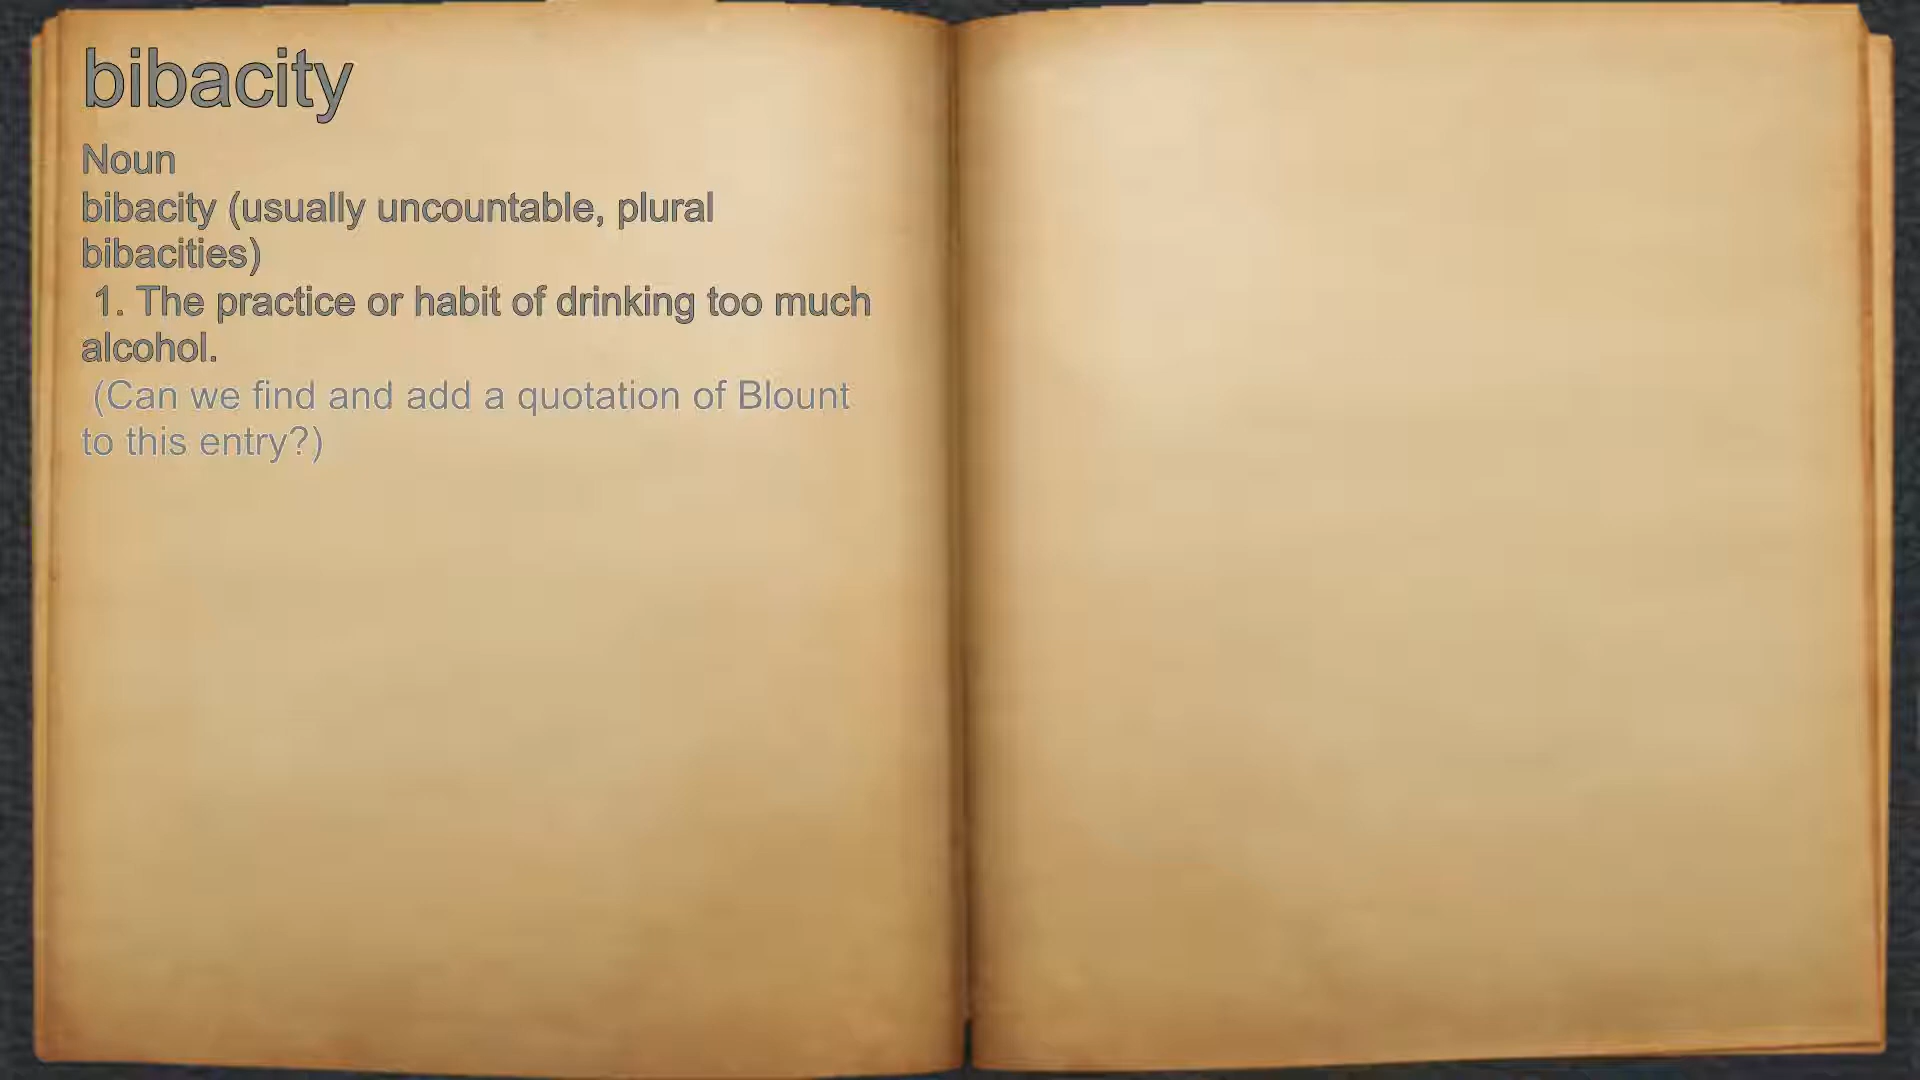 bibacity
Noun
bibacity (usually uncountable, plural
bibacities)
1. The practice or habit of drinking too much
alcohol.
(Can we find and add a quotation of Blount
to this entry?)